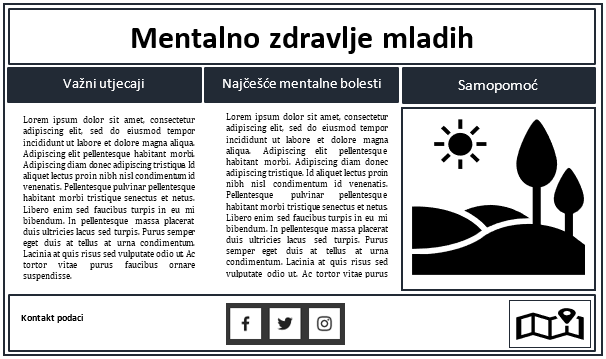 Mentalno zdravlje mladih
Važni utjecaji
Najčešće mentalne bolesti
Samopomoć
Lorem ipsum dolor sit amet, consectetur
adipiscing elit, sed do eiusmod tempor
incididunt ut labore et dolore magna aliqua.
Adipiscing elit pellentesque habitant morbi.
Adipiscing diam donec adipiscing tristique. Id
aliquet lectus proin nibh nisl condimentum id
venenatis. Pellentesque pulvinar pellentesque
habitant morbi tristique senectus et netus.
Libero enim sed faucibus turpis in eu mi
bibendum. In pellentesque massa placerat
duis ultricies lacus sed turpis. Purus semper
eget duis at tellus at urna condimentum.
Lacinia at quis risus sed vulputate odio ut. Ac
tortor vitae purus faucibus ornare
suspendisse.
Lorem ipsum dolor sit amet, consectetur
adipiscing elit, sed do eiusmod tempor
incididunt ut labore et dolore magna
aliqua. Adipiscing elit pellentesque
habitant morbi. Adipiscing diam donec
adipiscing tristique. Id aliquet lectus proin
nibh nisl condimentum id venenatis.
Pellentesque pulvinar pellentesque
habitant morbi tristique senectus et netus.
Libero enim sed faucibus turpis in eu mi
bibendum. In pellentesque massa placerat
duis ultricies lacus sed turpis. Purus
semper eget duis at tellus at urna
condimentum. Lacinia at quis risus sed
vulputate odio ut. Ac tortor vitae purus
Kontakt podaci